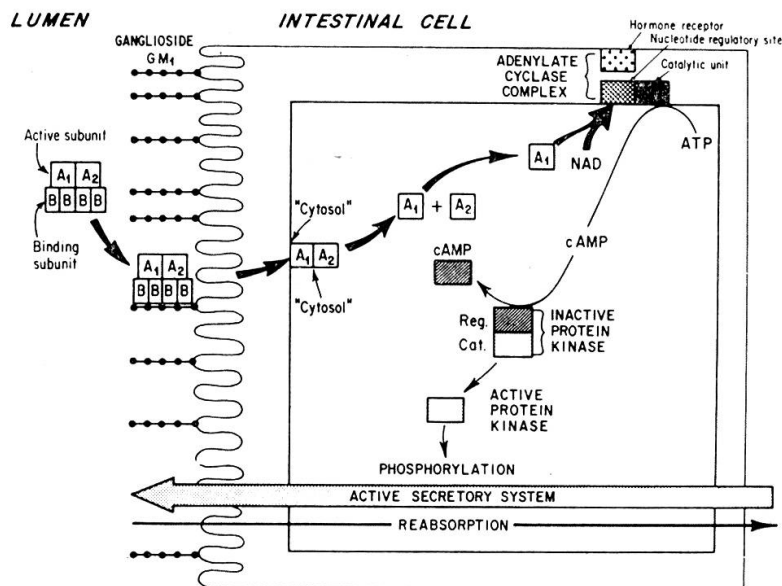 LUMEN
INTESTINAL CELL
GANGLIOSIDE
GM1
Hormone receptor
Nucleotide regulatory site
Catalytic unit
ADENYLATE
CYCLASE
COMPLEX
Active subunit
A1 A2
B B B B
Binding
subunit
A1 A2
B B B B
"Cytosol"
A1 A2
"Cytosol"
A1 + A2
A1
NAD
ATP
cAMP
cAMP
Reg.
Cat.
INACTIVE
PROTEIN
KINASE
ACTIVE
PROTEIN
KINASE
PHOSPHORYLATION
ACTIVE SECRETORY SYSTEM
REABSORPTION